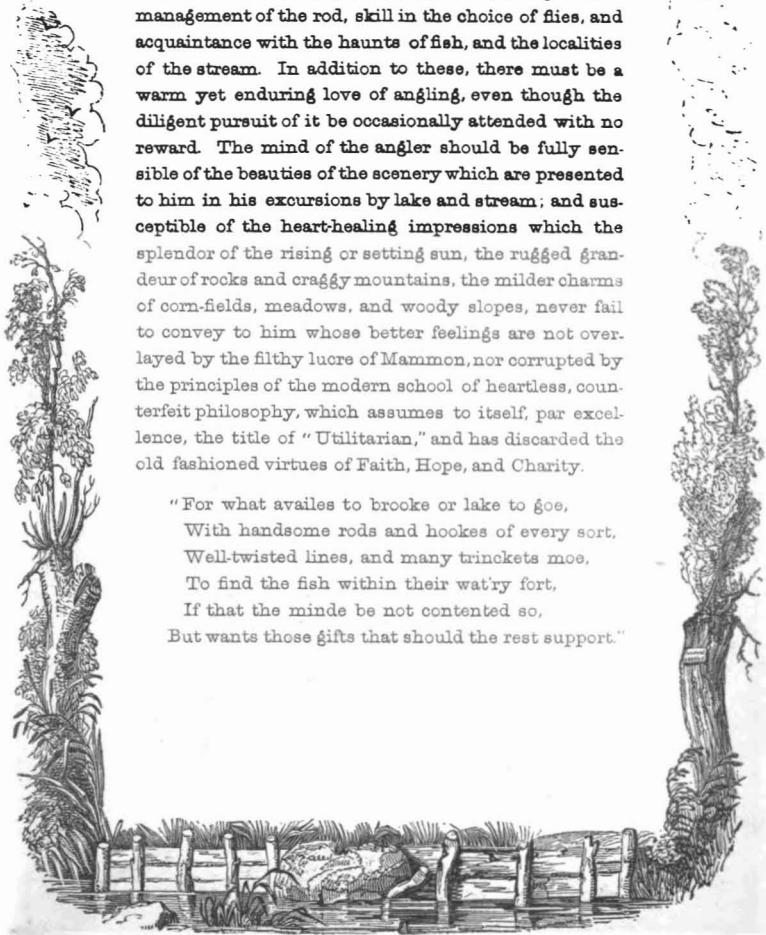 management of the rod, skill in the choice of flies, and
acquaintance with the haunts of fish, and the localities
of the stream. In addition to these, there must be a
warm yet enduring love of angling, even though the
diligent pursuit of it be occasionally attended with no
reward. The mind of the angler should be fully sen-
sible of the beauties of the scenery which are presented
to him in his excursions by lake and stream; and sus-
ceptible of the heart-healing impressions which the
splendor of the rising or setting sun, the rugged gran-
deur of rocks and craggy mountains, the milder charms
of corn-fields, meadows, and woody slopes, never fail
to convey to him whose better feelings are not over-
layed by the filthy lucre of Mammon, nor corrupted by
the principles of the modern school of heartless, coun-
terfeit philosophy, which assumes to itself, par excel-
lence, the title of "Utilitarian," and has discarded the
old fashioned virtues of Faith, Hope, and Charity.
"For what availes to brooke or lake to goe,
With handsome rods and hookes of every sort,
Well-twisted lines, and many trinckets moe,
To find the fish within their wat'ry fort,
If that the minde be not contented so,
But wants those gifts that should the rest support."